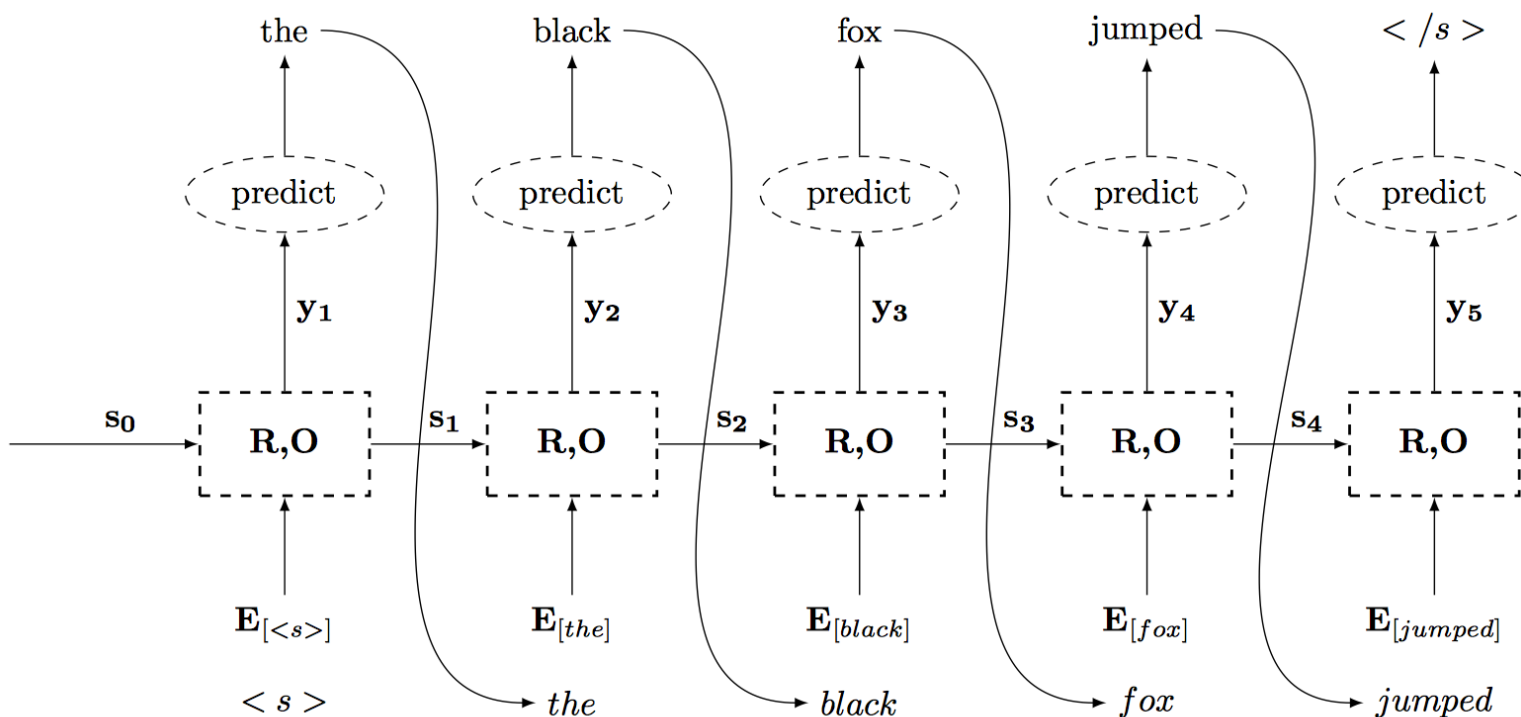 the black fox jumped < /s >
predict predict predict predict predict
y₁ y₂ y₃ y₄ y₅
s₀ s₁ s₂ s₃ s₄
R,O R,O R,O R,O R,O
E[<s>] E[the] E[black] E[fox] E[jumped]
< s > the black fox jumped